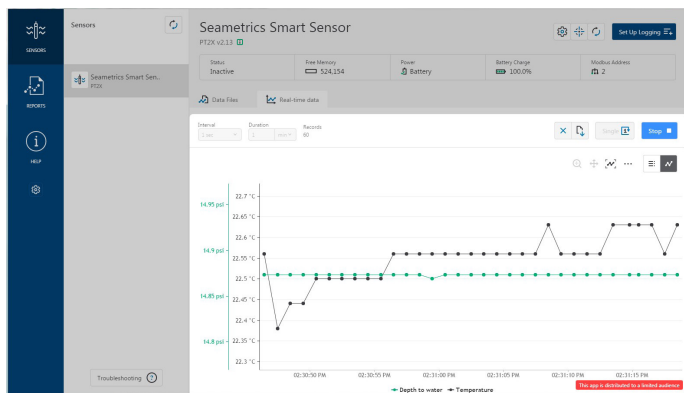 Sensors
Seametrics Smart Sensor
PT2X v2.13
Set Up Logging
SENSORS
Status
Inactive
Free Memory
524,154
Power
Battery
Battery Charge
100.0%
Modbus Address
2
Seametrics Smart Sen..
PT2X
REPORTS
Data Files
Real-time data
Interval
2 sec
Duration
2
min
Records
60
Single
Stop
HELP
14.95 psi
14.9 psi
14.85 psi
14.8 psi
22.7 °C
22.65 °C
22.6 °C
22.55 °C
22.5 °C
22.45 °C
22.4 °C
22.35 °C
22.3 °C
02:30:50 PM
02:30:55 PM
02:31:00 PM
02:31:05 PM
02:31:10 PM
02:31:15 PM
Troubleshooting
This app is distributed to a limited audience
Depth to water
Temperature